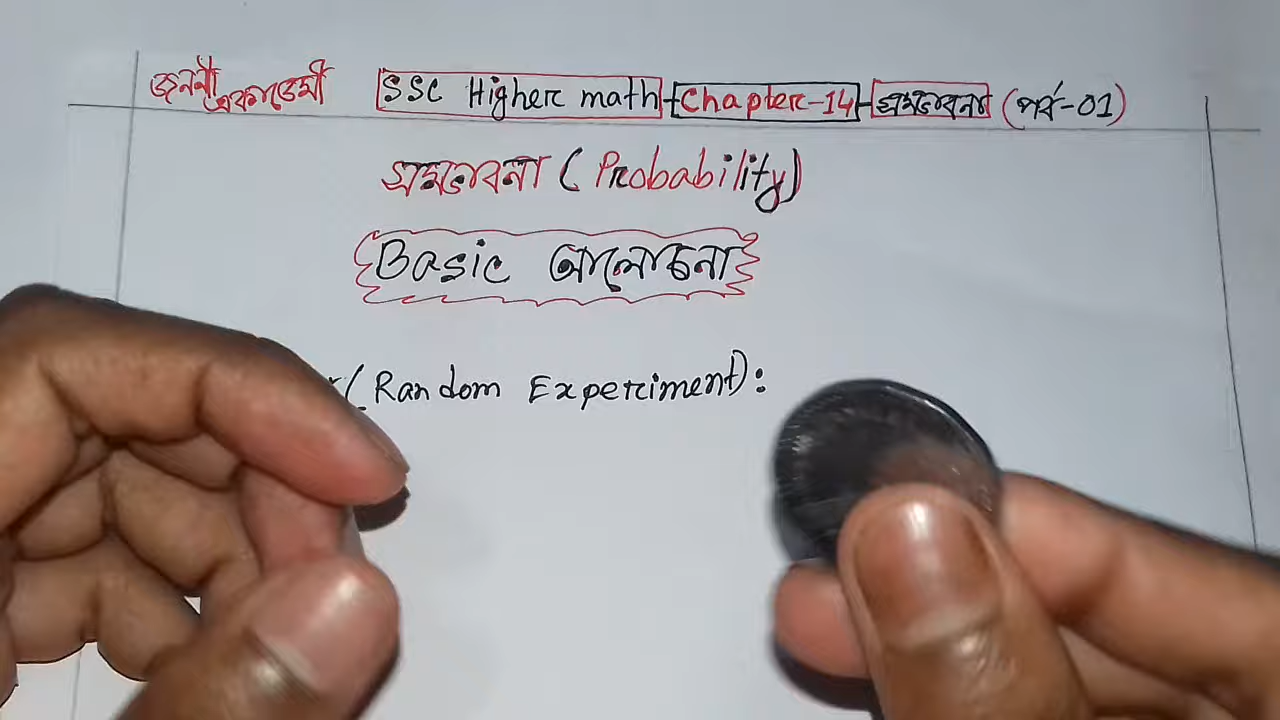 জননী একাডেমী SSC Higher math - Chapter-14 - সম্ভাবনা (পর্ব-01)
সম্ভাবনা (Probability)
Basic আলোচনা
(Random Experiment):